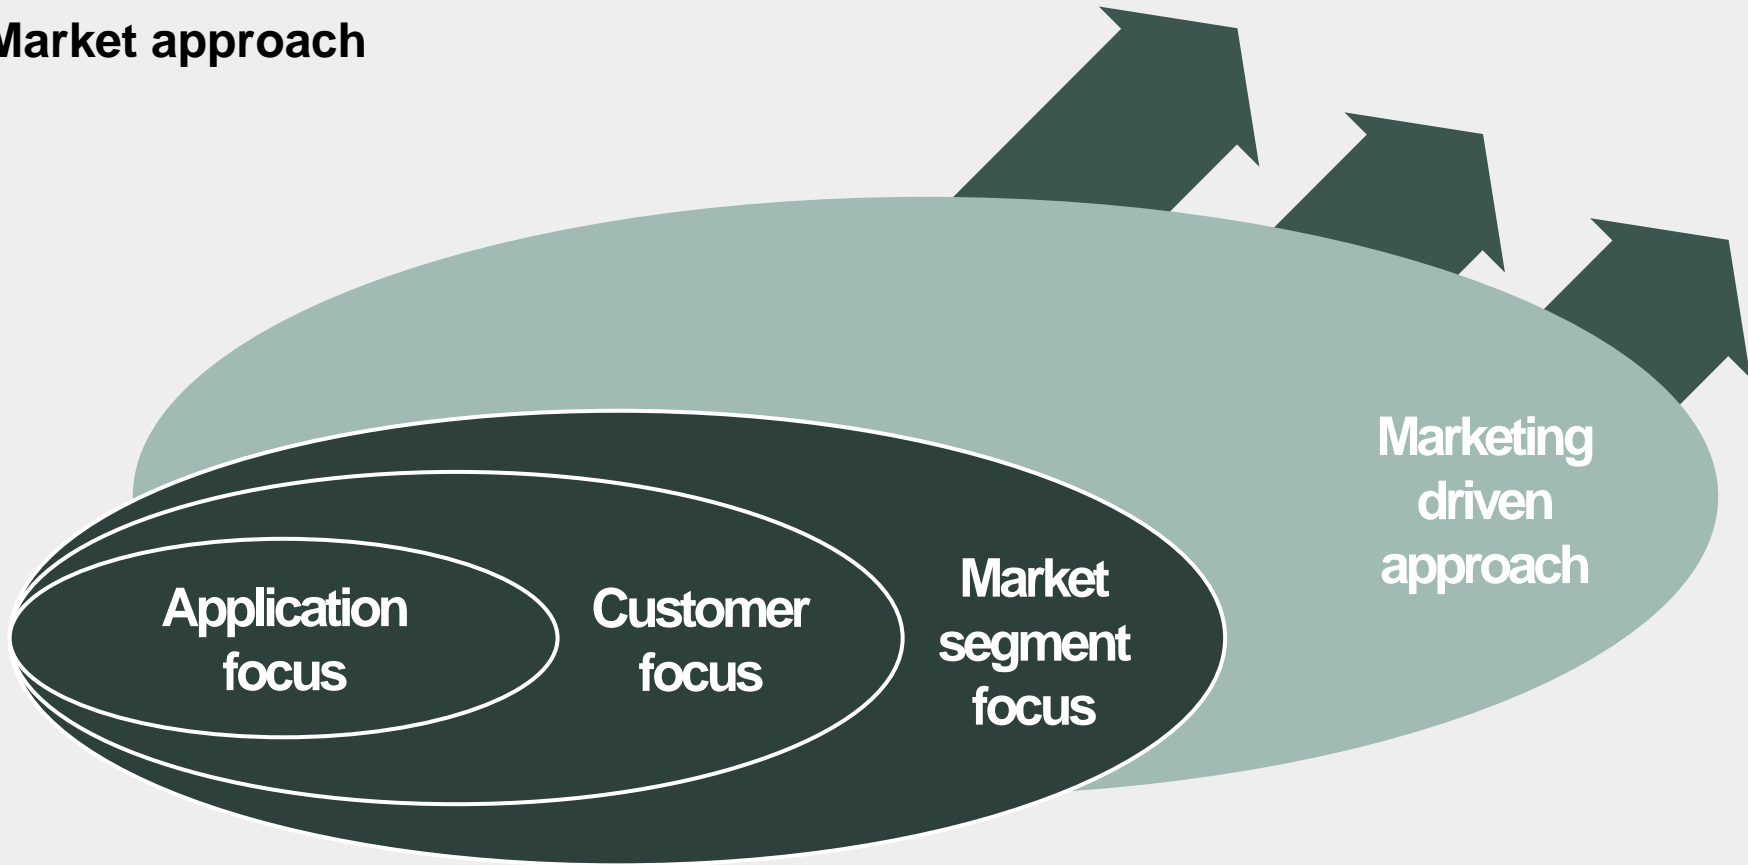 Market approach
Application
focus
Customer
focus
Market
segment
focus
Marketing
driven
approach